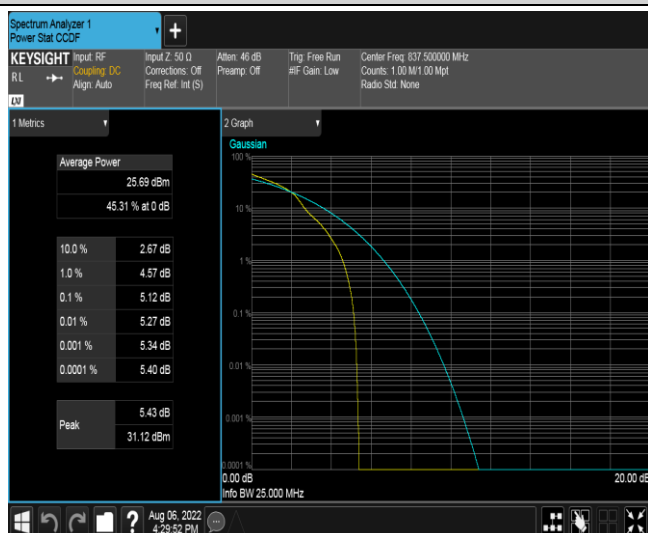 Spectrum Analyzer 1
Power Stat CCDF
KEYSIGHT
RL
LXI
Input: RF
Coupling: DC
Align: Auto
Input Z: 50 Ω
Corrections: Off
Freq Ref: Int (S)
Atten: 46 dB
Preamp: Off
Trig: Free Run
#IF Gain: Low
Center Freq: 837.500000 MHz
Counts: 1.00 M/1.00 Mpt
Radio Std: None
1 Metrics
Average Power
25.69 dBm
45.31 % at 0 dB
10.0 % 2.67 dB
1.0 % 4.57 dB
0.1 % 5.12 dB
0.01 % 5.27 dB
0.001 % 5.34 dB
0.0001 % 5.40 dB
Peak
5.43 dB
31.12 dBm
2 Graph
Gaussian
100 %
10 %
1 %
0.1 %
0.01 %
0.001 %
0.0001 %
0.00 dB
20.00 dB
Info BW 25.000 MHz
?
Aug 06, 2022
4:29:52 PM